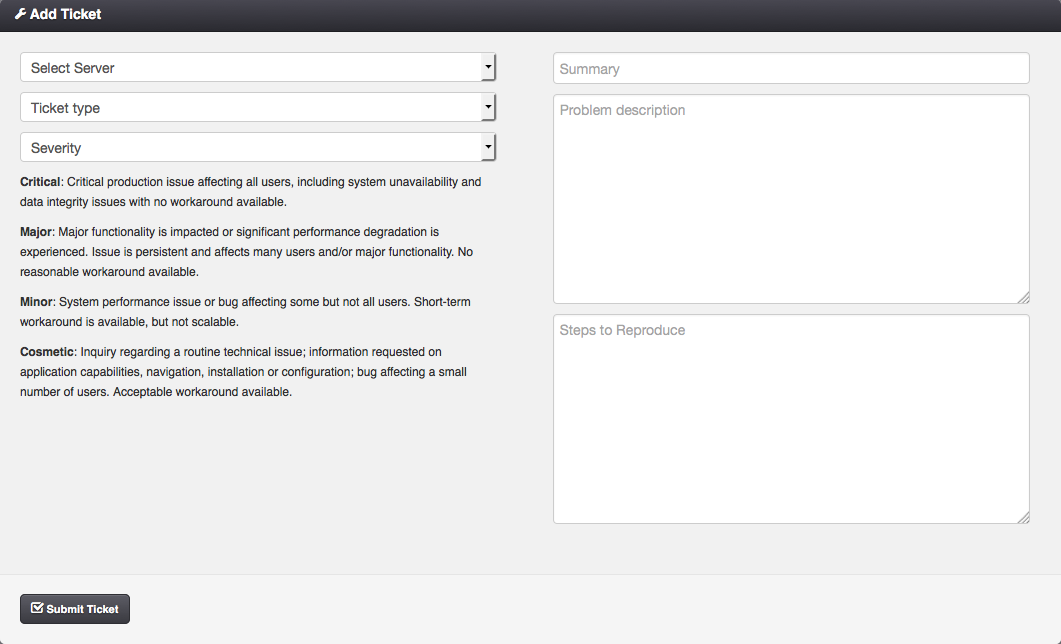 Add Ticket
Select Server
Ticket type
Severity
Critical: Critical production issue affecting all users, including system unavailability and
data integrity issues with no workaround available.
Major: Major functionality is impacted or significant performance degradation is
experienced. Issue is persistent and affects many users and/or major functionality. No
reasonable workaround available.
Minor: System performance issue or bug affecting some but not all users. Short-term
workaround is available, but not scalable.
Cosmetic: Inquiry regarding a routine technical issue; information requested on
application capabilities, navigation, installation or configuration; bug affecting a small
number of users. Acceptable workaround available.
Summary
Problem description
Steps to Reproduce
Submit Ticket